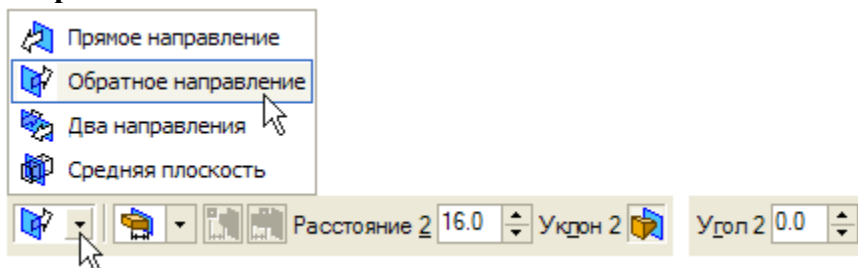 Прямое направление
Обратное направление
Два направления
Средняя плоскость
Расстояние 2 16.0 Уклон 2 Угол 2 0.0